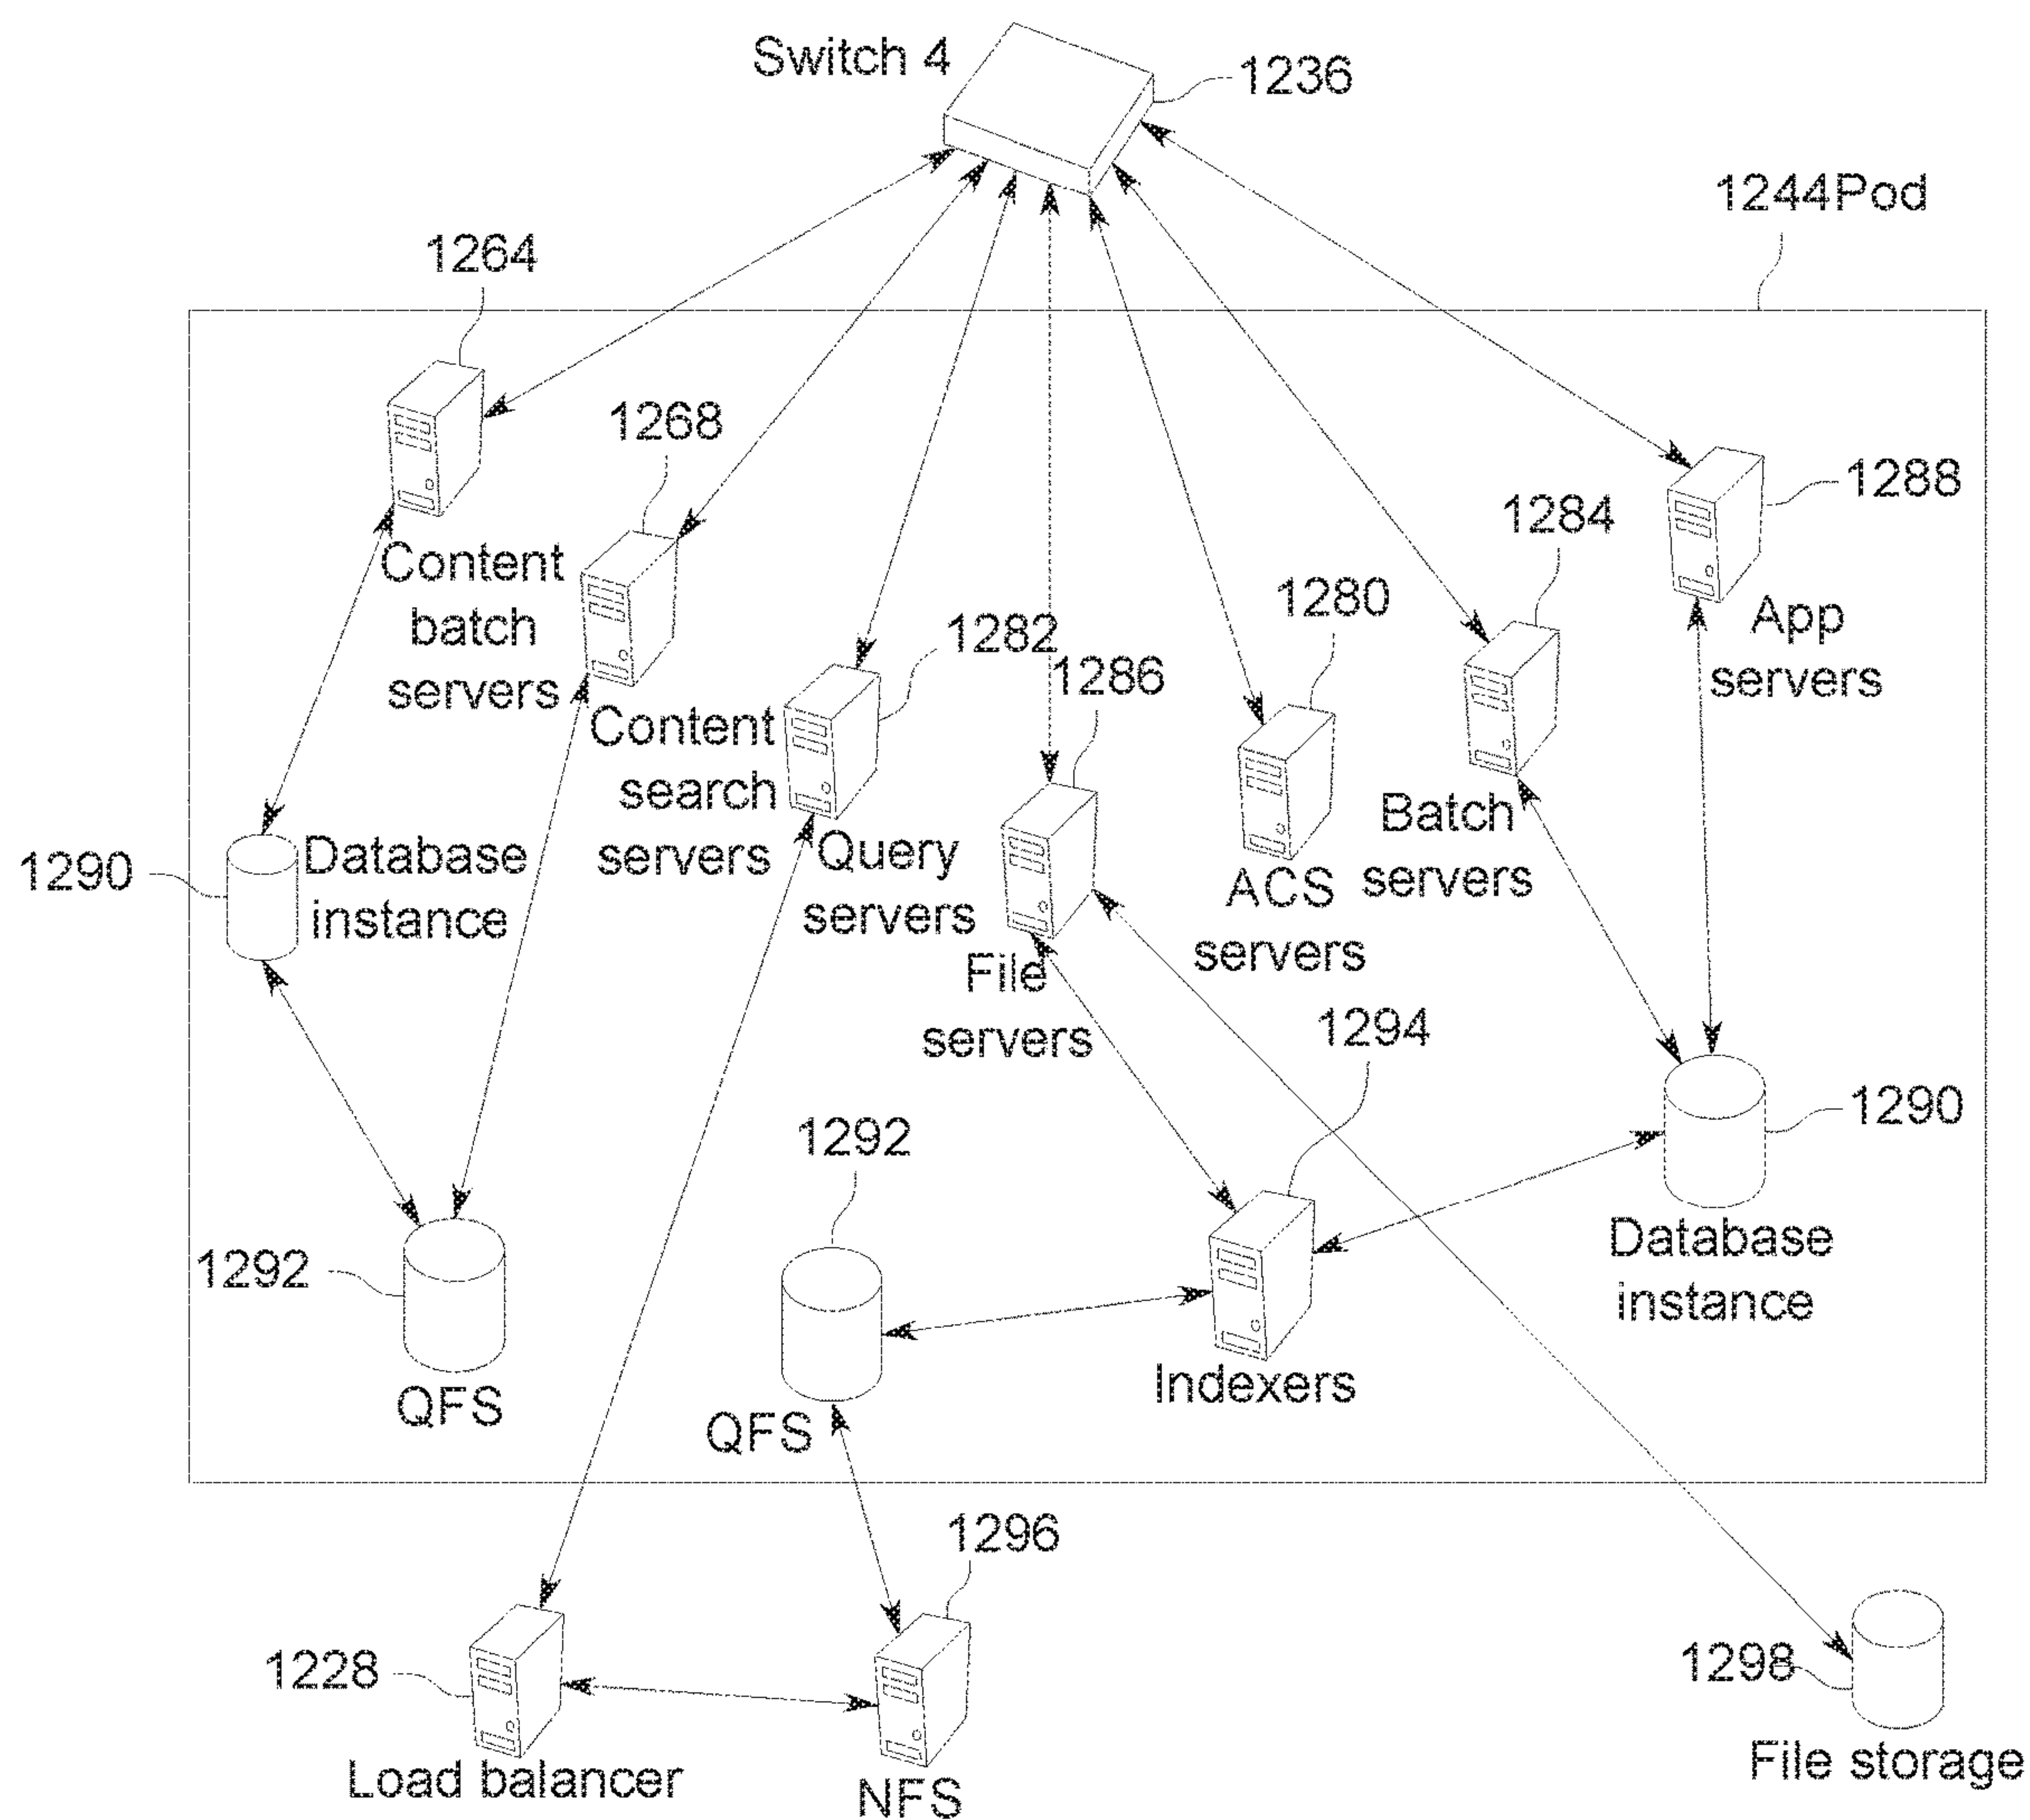 Switch 4
1236
1244Pod
1264
1268
1288
1284
Content
batch
servers
1280
App
servers
1282
1286
Content
search
servers
Batch
servers
1290
Database
instance
Query
servers
ACS
servers
File
servers
1294
1290
1292
Database
instance
1292
QFS
Indexers
QFS
1296
1228
1298
Load balancer
NFS
File storage